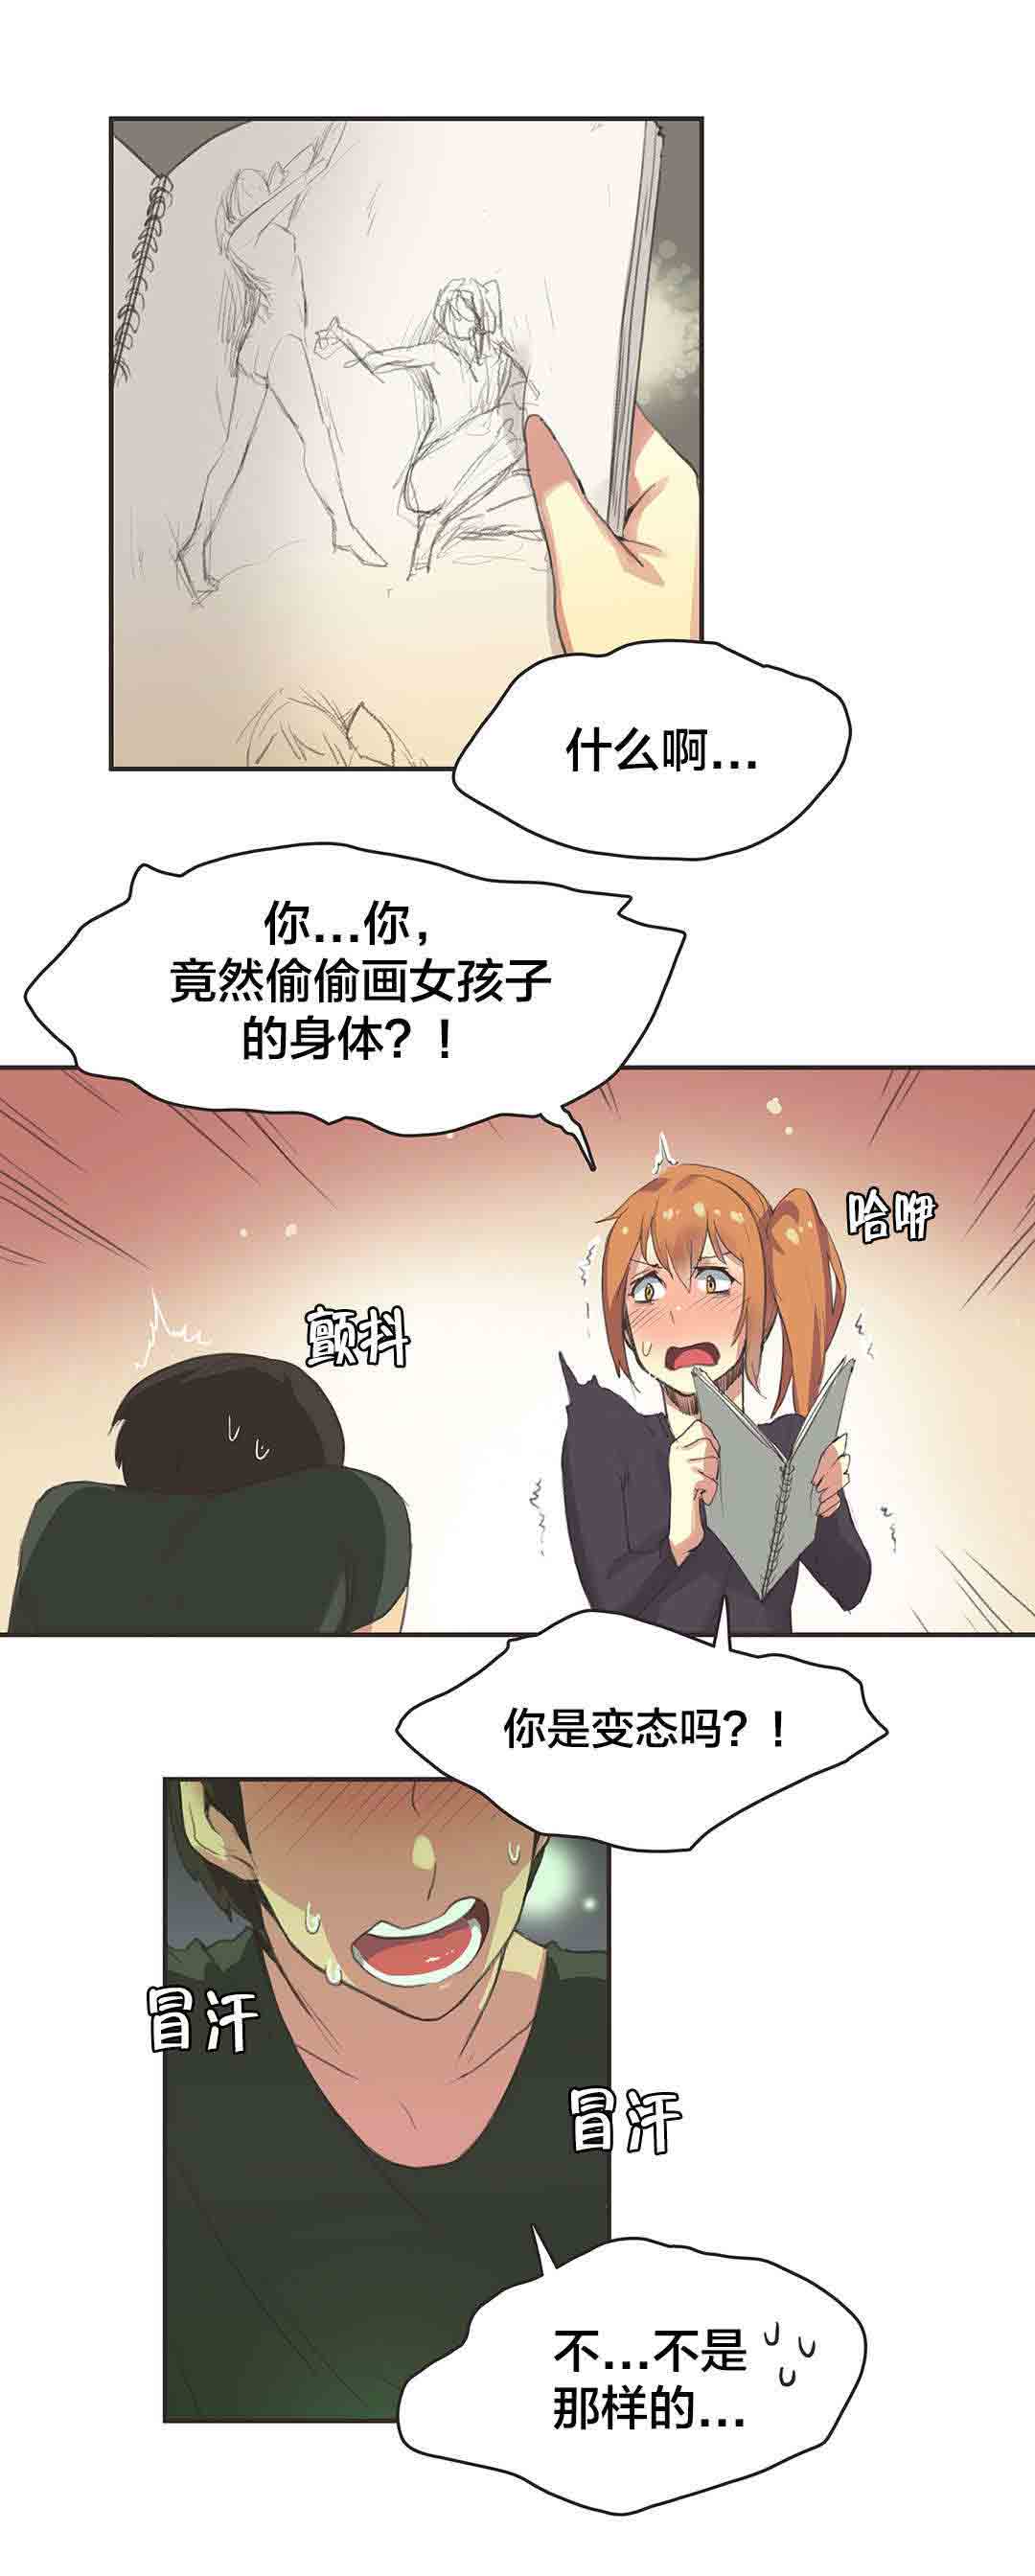 什么啊…
你…你，
竟然偷偷画女孩子
的身体？！
哈咿
颤抖
你是变态吗？！
冒汗
冒汗
不…不是
那样的…